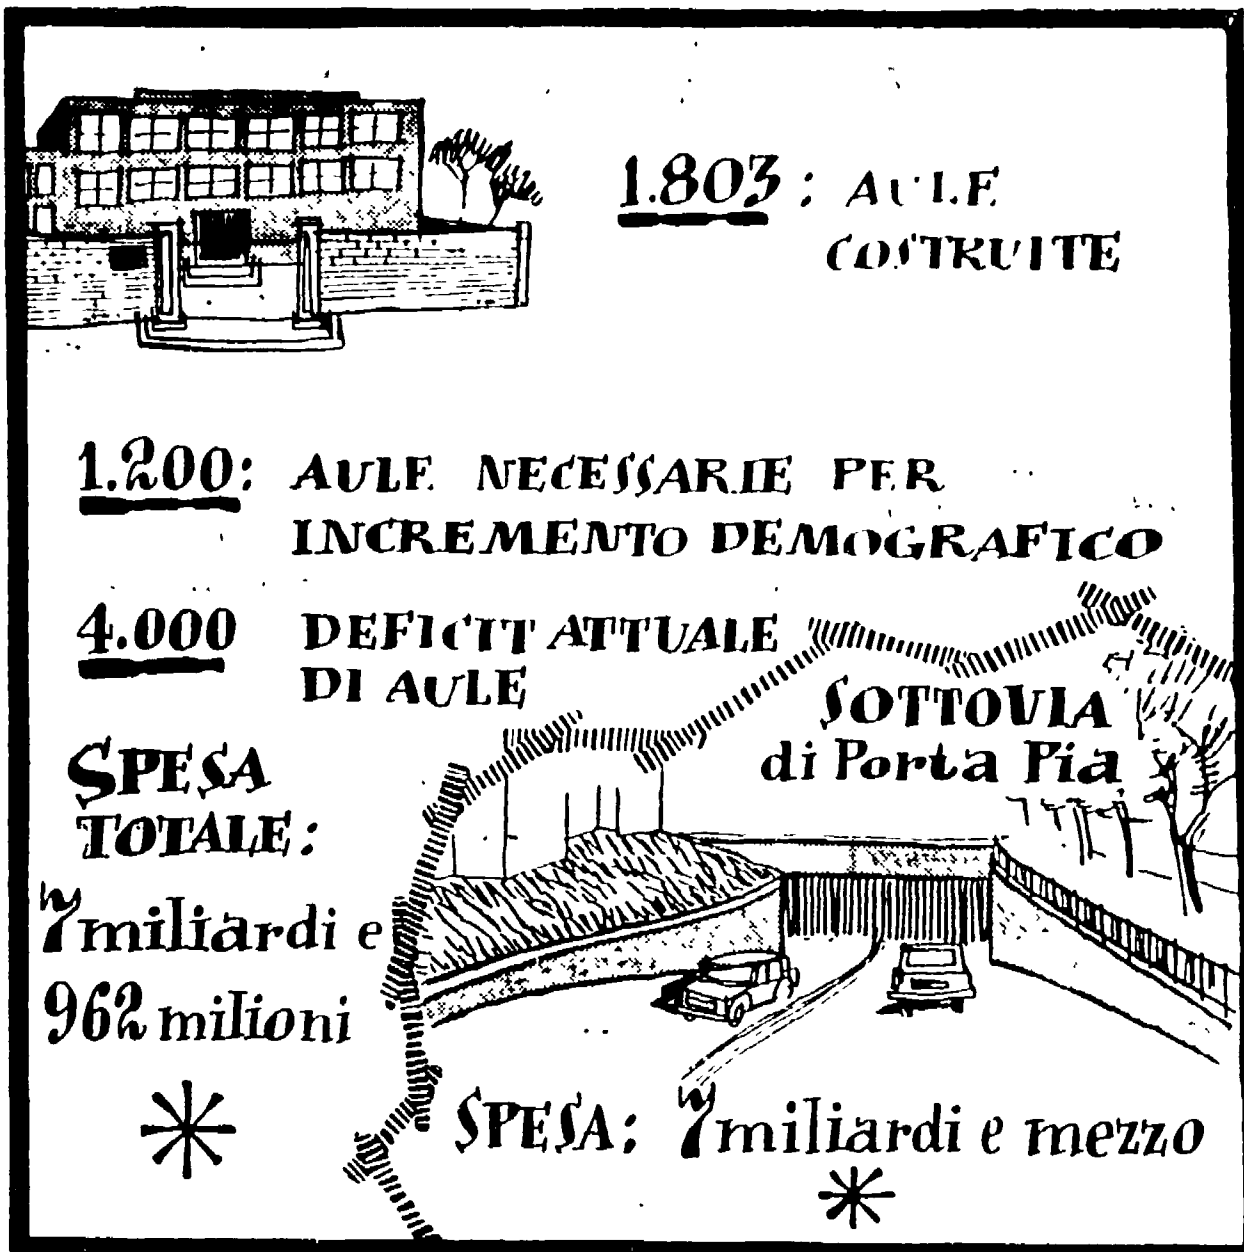 1.803: AULE
COSTRUITE
1.200: AULE NECESSARIE PER
INCREMENTO DEMOGRAFICO
4.000 DEFICIT ATTUALE
DI AULE
SPESA
TOTALE:
7 miliardi e
962 milioni
SOTTOVIA
di Porta Pia
SPESA: 7 miliardi e mezzo